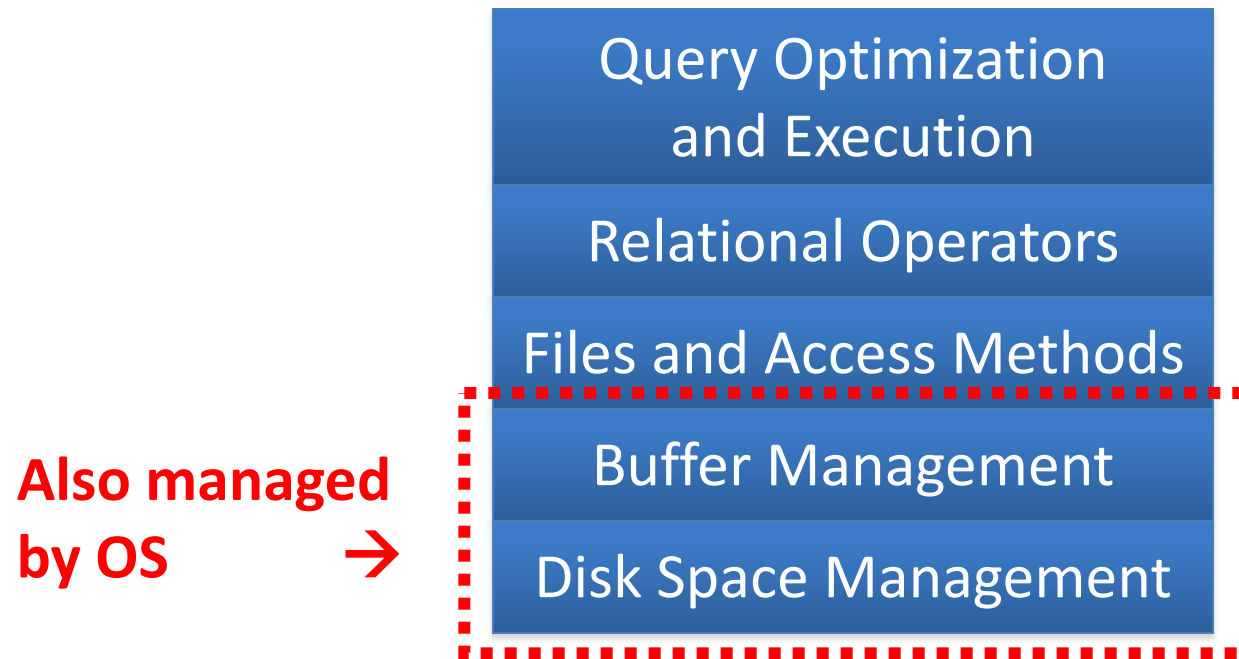 Query Optimization
and Execution
Relational Operators
Files and Access Methods
Buffer Management
Also managed
by OS →
Disk Space Management